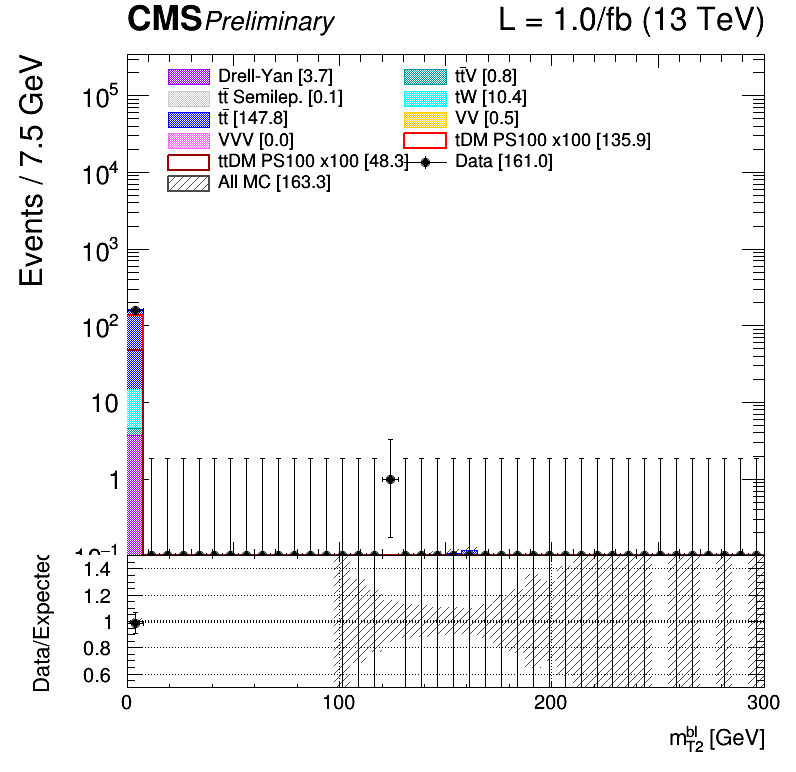 CMS Preliminary L = 1.0/fb (13 TeV)
Events / 7.5 GeV
Drell-Yan [3.7] tt̄V [0.8]
tt̄ Semilep. [0.1] tW [10.4]
tt̄ [147.8] VV [0.5]
VVV [0.0] tDM PS100 x100 [135.9]
ttDM PS100 x100 [48.3] Data [161.0]
All MC [163.3]
10⁵
10⁴
10³
10²
10
1
10⁻¹
Data/Expected
1.4
1.2
1
0.8
0.6
0 100 200 300
m_{T2}^{bl} [GeV]